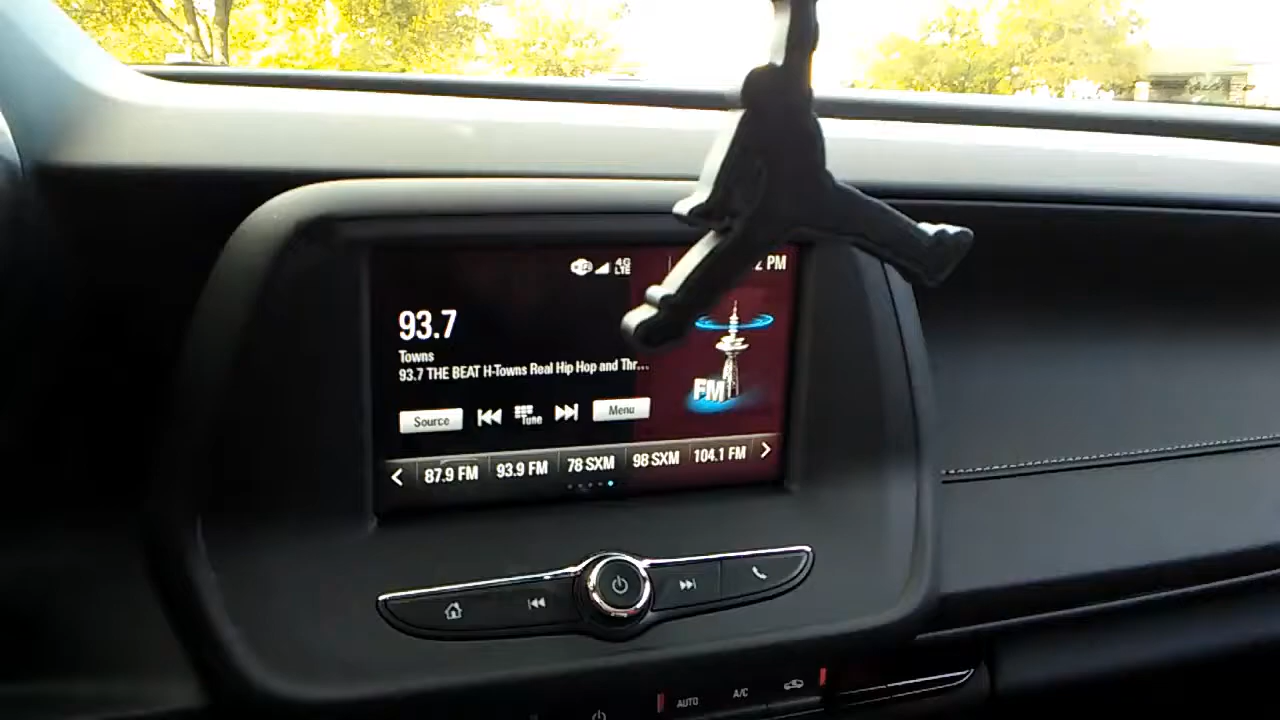 4G
LTE
2 PM
93.7
Towns
93.7 THE BEAT H-Towns Real Hip Hop and Thr...
FM
Source
Tune
Menu
87.9 FM 93.9 FM 78 SXM 98 SXM 104.1 FM
AUTO A/C